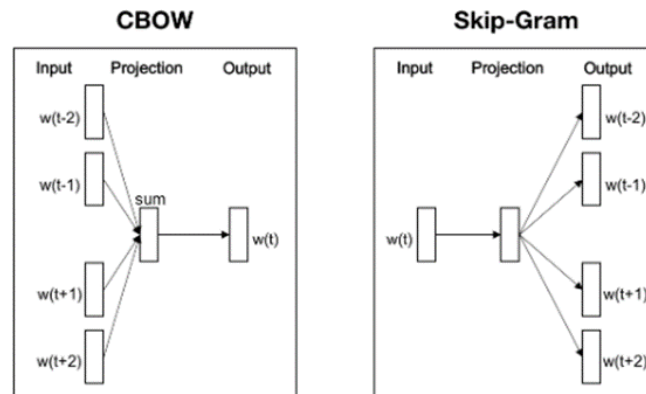 CBOW
Input Projection Output
w(t-2)
w(t-1)
sum
w(t)
w(t+1)
w(t+2)
Skip-Gram
Input Projection Output
w(t-2)
w(t-1)
w(t)
w(t+1)
w(t+2)